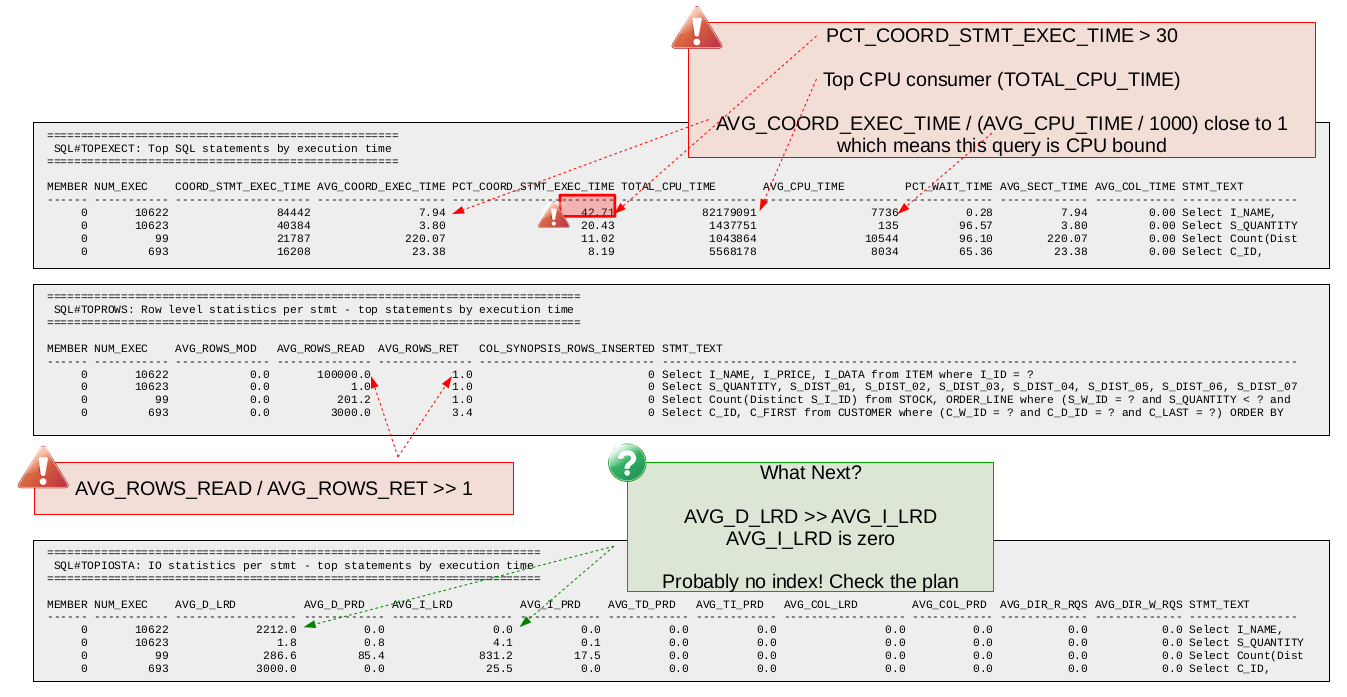 PCT_COORD_STMT_EXEC_TIME > 30
Top CPU consumer (TOTAL_CPU_TIME)
AVG_COORD_EXEC_TIME / (AVG_CPU_TIME / 1000) close to 1
which means this query is CPU bound
====================================================
SQL#TOPEXECT: Top SQL statements by execution time
====================================================
MEMBER NUM_EXEC COORD_STMT_EXEC_TIME AVG_COORD_EXEC_TIME PCT_COORD_STMT_EXEC_TIME TOTAL_CPU_TIME AVG_CPU_TIME PCT_WAIT_TIME AVG_SECT_TIME AVG_COL_TIME STMT_TEXT
------ ----------- -------------------- ------------------- ------------------------ -------------------- -------------------- ------------- ------------- ------------ -----------------
0 10622 84442 7.94 42.71 82179091 7736 0.28 7.94 0.00 Select I_NAME,
0 10623 40384 3.80 20.43 1437751 135 96.57 3.80 0.00 Select S_QUANTITY
0 99 21787 220.07 11.02 1043864 10544 96.10 220.07 0.00 Select Count(Dist
0 693 16208 23.38 8.19 5568178 8034 65.36 23.38 0.00 Select C_ID,
===============================================================================
SQL#TOPROWS: Row level statistics per stmt - top statements by execution time
===============================================================================
MEMBER NUM_EXEC AVG_ROWS_MOD AVG_ROWS_READ AVG_ROWS_RET COL_SYNOPSIS_ROWS_INSERTED STMT_TEXT
------ ----------- -------------- -------------- -------------- -------------------------- ----------------------------------------------------------------------------------------------
0 10622 0.0 100000.0 1.0 0 Select I_NAME, I_PRICE, I_DATA from ITEM where I_ID = ?
0 10623 0.0 1.0 1.0 0 Select S_QUANTITY, S_DIST_01, S_DIST_02, S_DIST_03, S_DIST_04, S_DIST_05, S_DIST_06, S_DIST_07
0 99 0.0 201.2 1.0 0 Select Count(Distinct S_I_ID) from STOCK, ORDER_LINE where (S_W_ID = ? and S_QUANTITY < ? and
0 693 0.0 3000.0 3.4 0 Select C_ID, C_FIRST from CUSTOMER where (C_W_ID = ? and C_D_ID = ? and C_LAST = ?) ORDER BY
AVG_ROWS_READ / AVG_ROWS_RET >> 1
What Next?
AVG_D_LRD >> AVG_I_LRD
AVG_I_LRD is zero
Probably no index! Check the plan
=========================================================================
SQL#TOPIOSTA: IO statistics per stmt - top statements by execution time
=========================================================================
MEMBER NUM_EXEC AVG_D_LRD AVG_D_PRD AVG_I_LRD AVG_I_PRD AVG_TD_PRD AVG_TI_PRD AVG_COL_LRD AVG_COL_PRD AVG_DIR_R_RQS AVG_DIR_W_RQS STMT_TEXT
------ ----------- ------------------ ------------ ------------------ ------------ ------------ ------------ ------------------ ------------ ------------- ------------- ----------------
0 10622 2212.0 0.0 0.0 0.0 0.0 0.0 0.0 0.0 0.0 0.0 Select I_NAME,
0 10623 1.8 0.8 4.1 0.1 0.0 0.0 0.0 0.0 0.0 0.0 Select S_QUANTITY
0 99 286.6 85.4 831.2 17.5 0.0 0.0 0.0 0.0 0.0 0.0 Select Count(Dist
0 693 3000.0 0.0 25.5 0.0 0.0 0.0 0.0 0.0 0.0 0.0 Select C_ID,